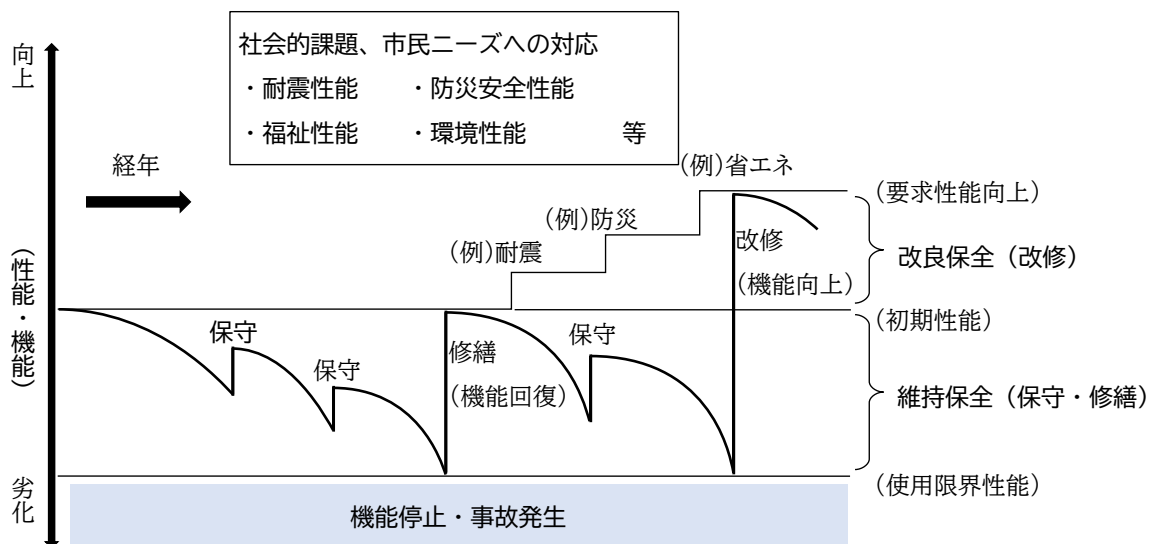 社会的課題、市民ニーズへの対応
・耐震性能 ・防災安全性能
・福祉性能 ・環境性能 等
向上
経年
(例)省エネ
(例)防災
(例)耐震
(要求性能向上)
改修
(機能向上)
改良保全（改修）
(性能・機能)
(初期性能)
保守
保守
修繕
(機能回復)
保守
維持保全（保守・修繕）
劣化
(使用限界性能)
機能停止・事故発生